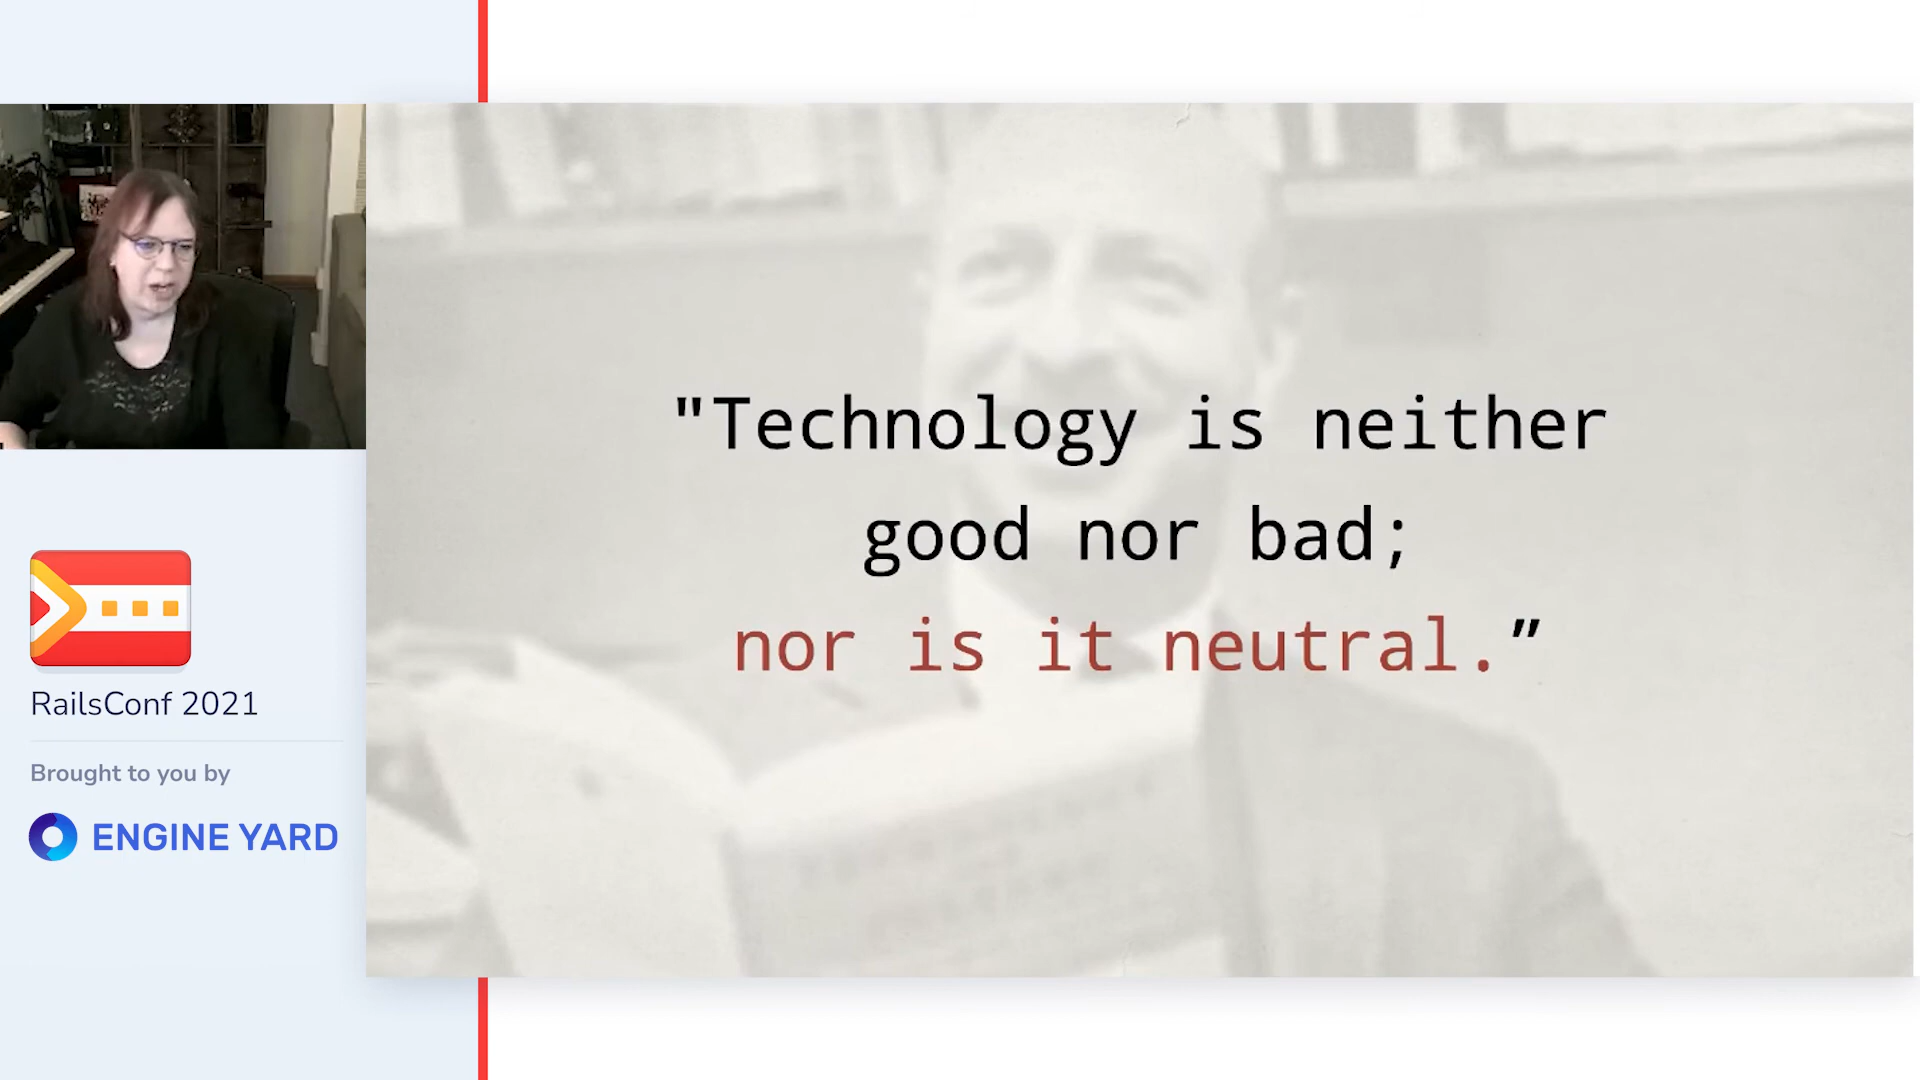 "Technology is neither
good nor bad;
nor is it neutral.”
RailsConf 2021
Brought to you by
ENGINE YARD